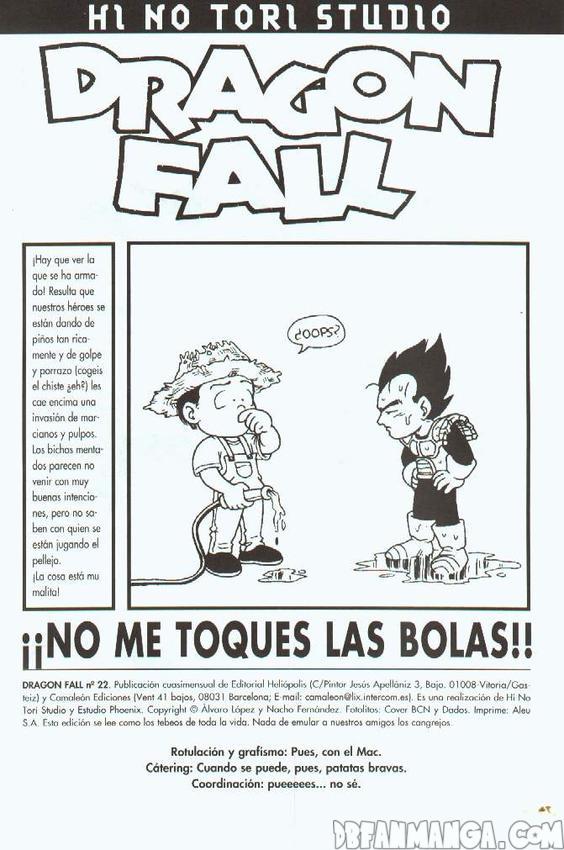 HI NO TORI STUDIO
DRAGON
FALL
¡Hay que ver la
que se ha arma-
do! Resulta que
nuestros héroes se
están dando de
piños tan rica-
mente y de golpe
y porrazo (cogeis
el chiste ¿eh?) les
cae encima una
invasión de mar-
cianos y pulpos.
Los bichos menta-
dos parecen no
venir con muy
buenas intencio-
nes, pero no sa-
ben con quien se
están jugando el
pellejo.
¡La cosa está mu
malita!
¿OOPS?
¡¡NO ME TOQUES LAS BOLAS!!
DRAGON FALL nº 22. Publicación cuasimensual de Editorial Heliópolis (C/Pintor Jesús Apellániz 3, Bajo. 01008-Vitoria/Gas-
teiz) y Camaleón Ediciones (Vent 41 bajos, 08031 Barcelona; E-mail: camaleon@lix.intercom.es). Es una realización de Hi No
Tori Studio y Estudio Phoenix. Copyright © Álvaro López y Nacho Fernández. Fotolitos: Cover BCN y Dados. Imprime: Aleu
S.A. Esta edición se lee como los tebeos de toda la vida. Nada de emular a nuestros amigos los cangrejos.
Rotulación y grafismo: Pues, con el Mac.
Cátering: Cuando se puede, pues, patatas bravas.
Coordinación: pueeeees... no sé.
DBFANMANGA.COM